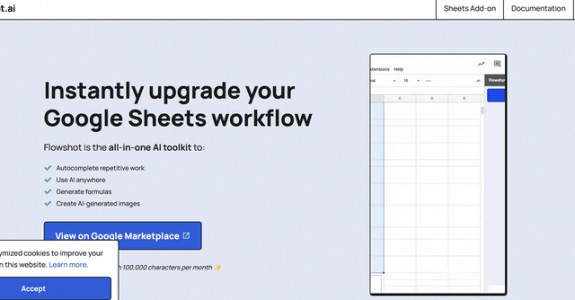 t.ai
Sheets Add-on
Documentation
Instantly upgrade your
Google Sheets workflow
Flowshot is the all-in-one AI toolkit to:
Autocomplete repetitive work
Use AI anywhere
Generate formulas
Create AI-generated images
View on Google Marketplace
100,000 characters per month ✨
ymized cookies to improve your
n this website. Learn more.
Accept
Help
C